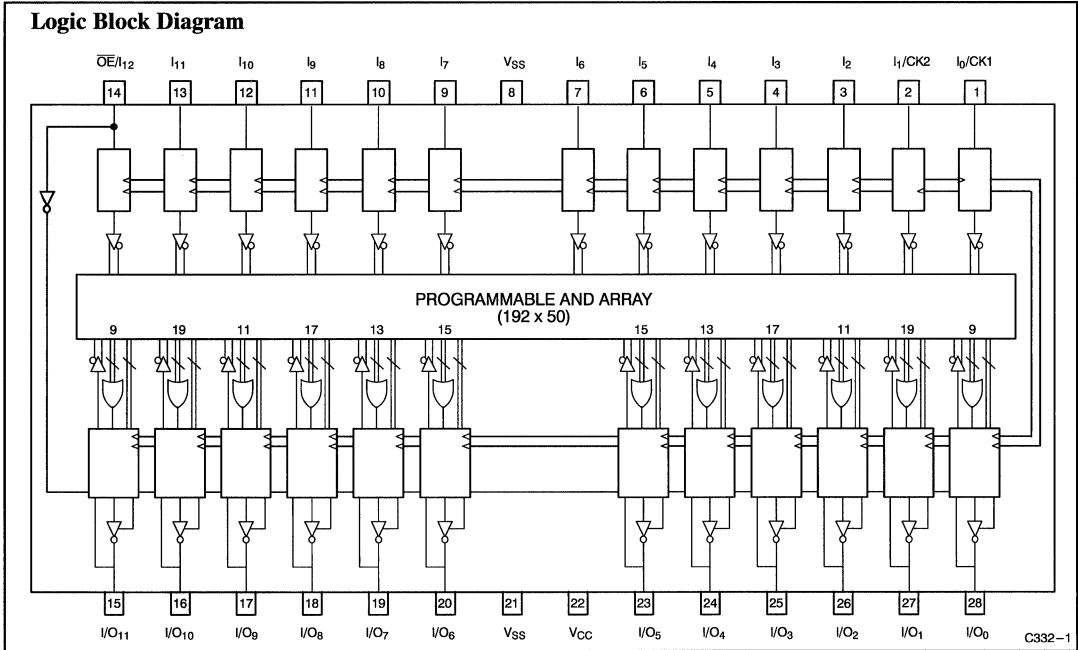 Logic Block Diagram
OE/I12 I11 I10 I9 I8 I7 VSS I6 I5 I4 I3 I2 I1/CK2 I0/CK1
14 13 12 11 10 9 8 7 6 5 4 3 2 1
PROGRAMMABLE AND ARRAY
(192 x 50)
9 19 11 17 13 15 15 13 17 11 19 9
15 16 17 18 19 20 21 22 23 24 25 26 27 28
I/O11 I/O10 I/O9 I/O8 I/O7 I/O6 VSS VCC I/O5 I/O4 I/O3 I/O2 I/O1 I/O0
C332-1